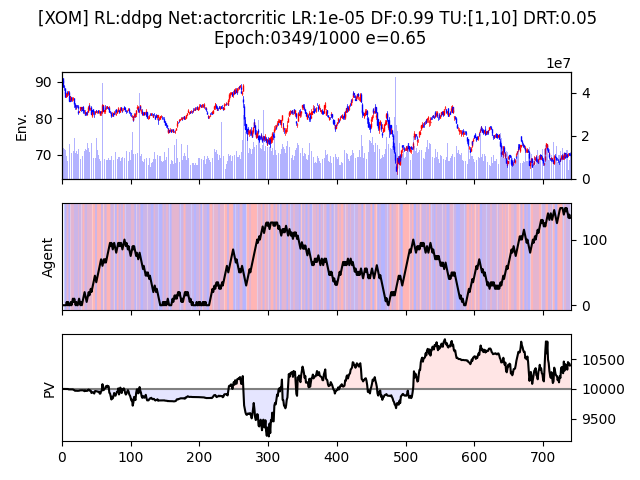 [XOM] RL:ddpg Net:actorcritic LR:1e-05 DF:0.99 TU:[1,10] DRT:0.05
Epoch:0349/1000 e=0.65
1e7
90
80
70
Env.
4
2
0
Agent
100
0
PV
10500
10000
9500
0 100 200 300 400 500 600 700